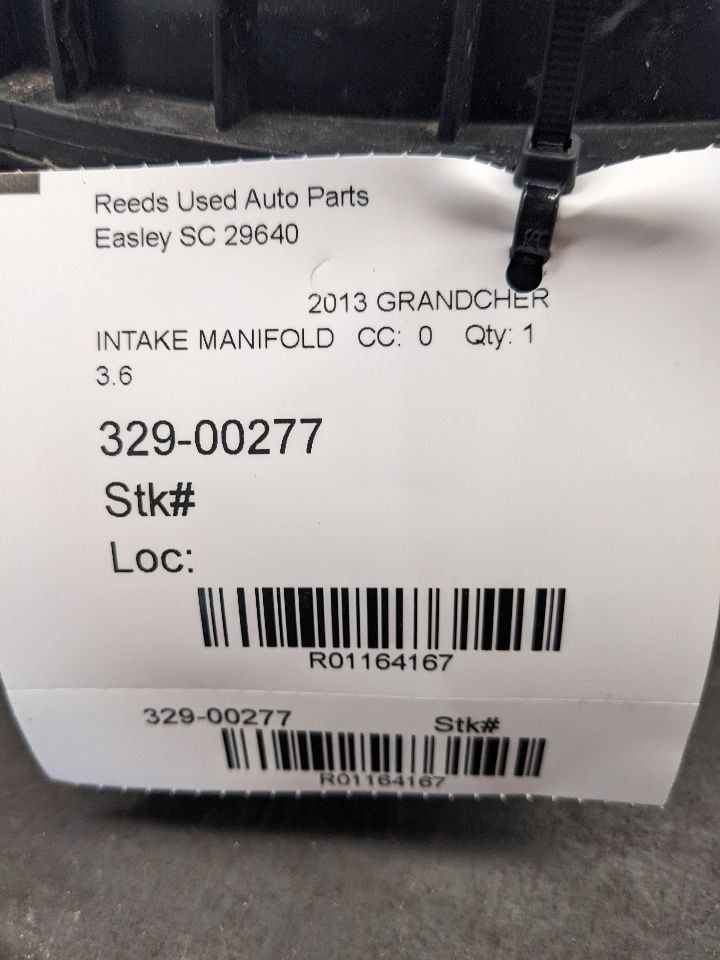 Reeds Used Auto Parts
Easley SC 29640
2013 GRANDCHER
INTAKE MANIFOLD CC: 0 Qty: 1
3.6
329-00277
Stk#
Loc:
R01164167
329-00277 Stk#
R01164167